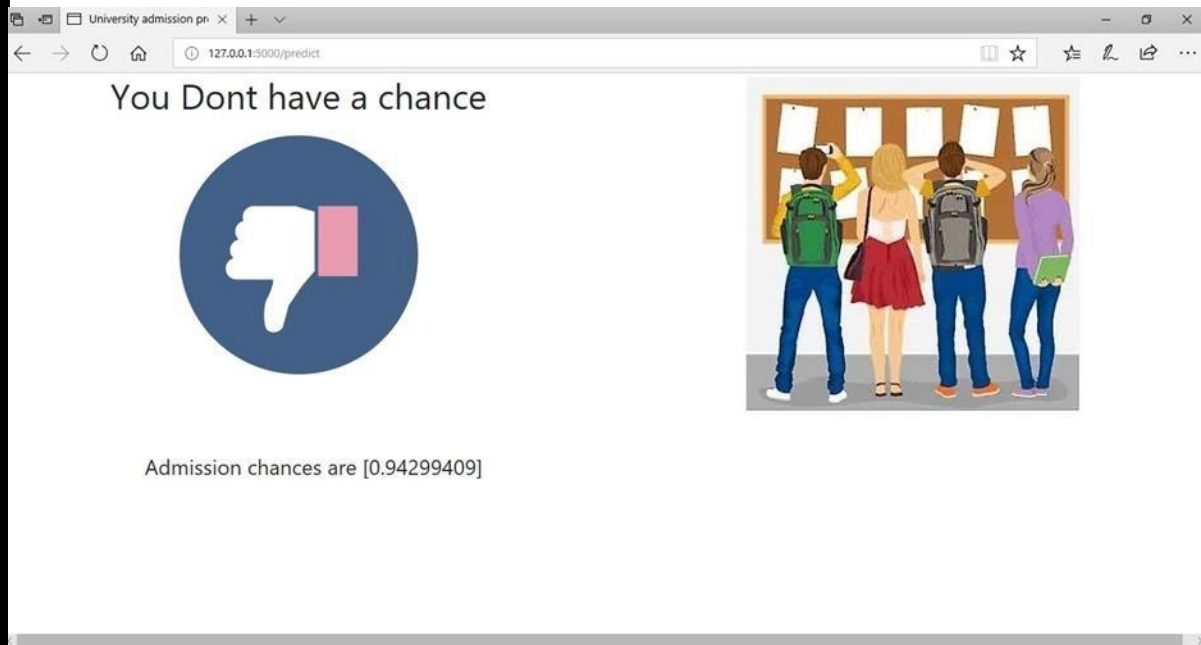 University admission pr
127.0.0.1:5000/predict
You Dont have a chance
Admission chances are [0.94299409]